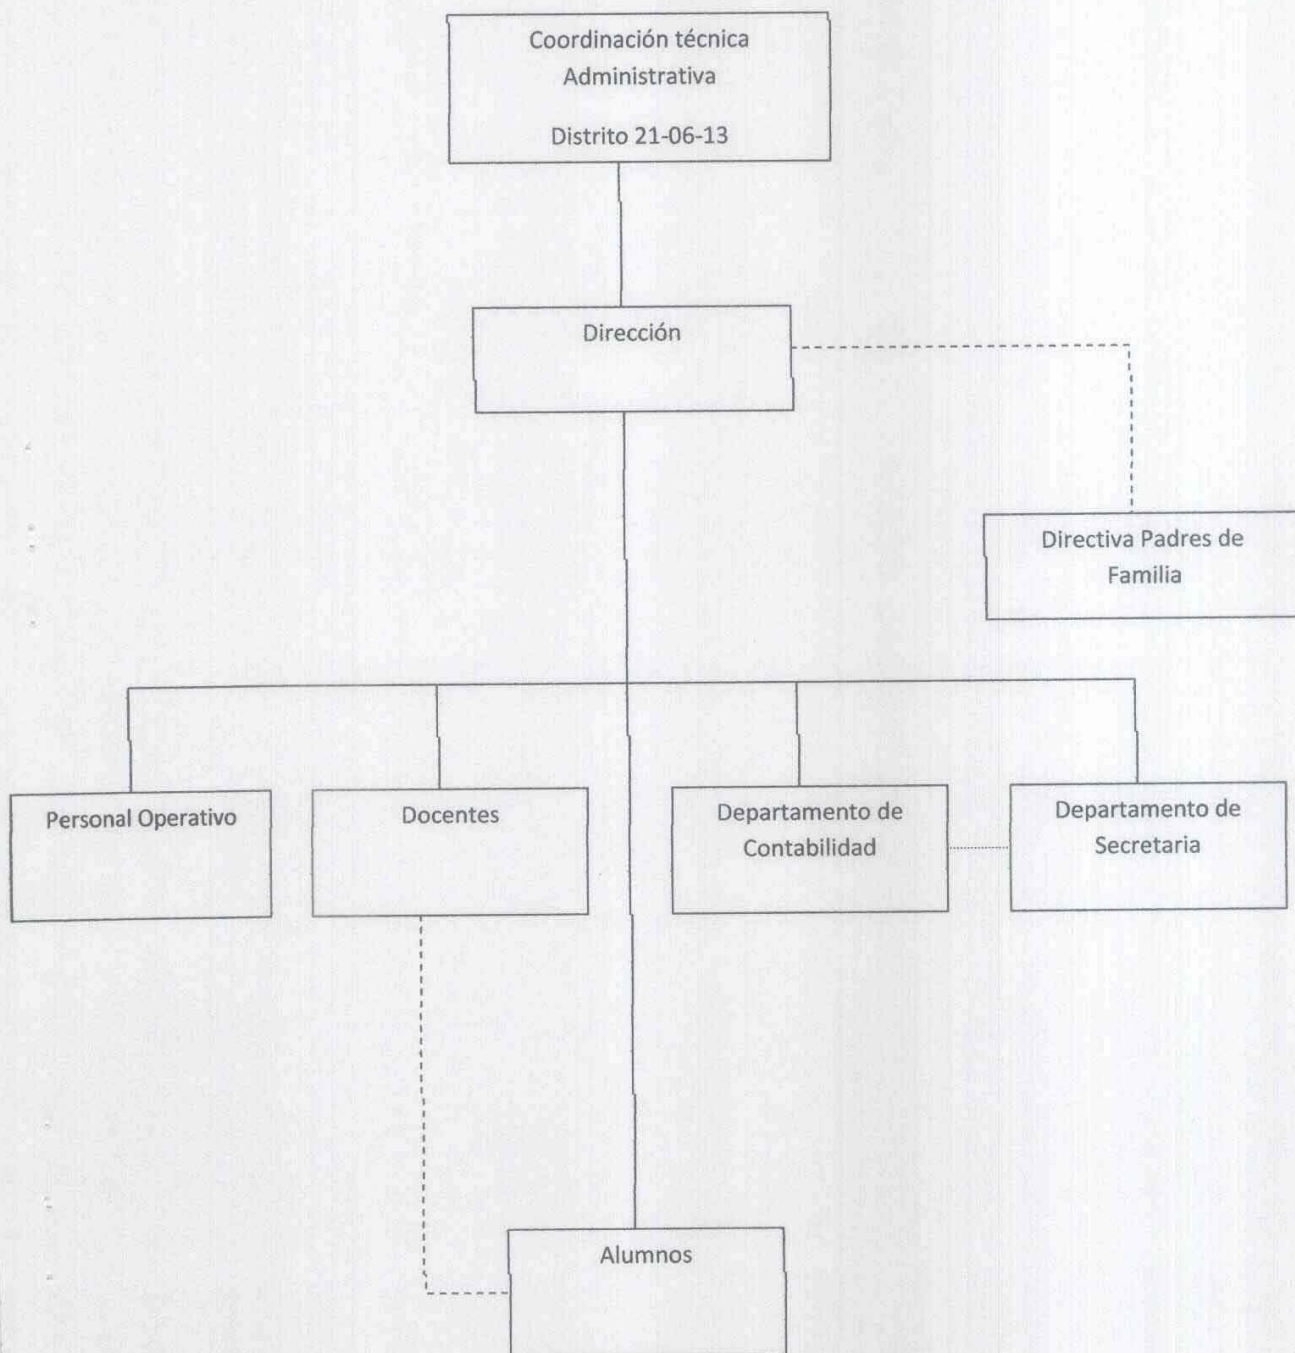 Coordinación técnica
Administrativa
Distrito 21-06-13
Dirección
Directiva Padres de
Familia
Personal Operativo
Docentes
Departamento de
Contabilidad
Departamento de
Secretaria
Alumnos